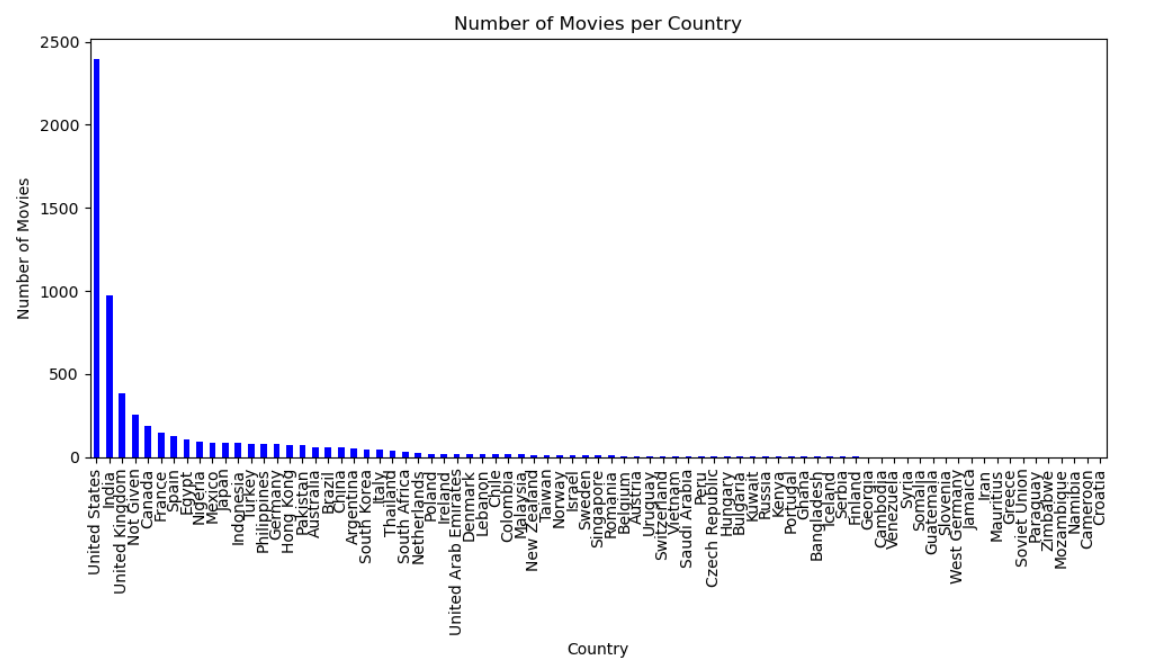 Number of Movies per Country
2500
2000
1500
1000
500
0
Number of Movies
United States
India
United Kingdom
Not Given
Canada
France
Spain
Egypt
Nigeria
Mexico
Japan
Indonesia
Turkey
Philippines
Germany
Hong Kong
Pakistan
Australia
Brazil
China
Argentina
South Korea
Italy
Thailand
South Africa
Netherlands
Poland
Ireland
United Arab Emirates
Denmark
Lebanon
Chile
Colombia
Malaysia
New Zealand
Taiwan
Norway
Israel
Sweden
Singapore
Romania
Belgium
Austria
Uruguay
Switzerland
Vietnam
Saudi Arabia
Peru
Czech Republic
Hungary
Bulgaria
Kuwait
Russia
Kenya
Portugal
Ghana
Bangladesh
Iceland
Serbia
Finland
Georgia
Cambodia
Venezuela
Syria
Somalia
Guatemala
Slovenia
West Germany
Jamaica
Iran
Mauritius
Greece
Soviet Union
Paraguay
Zimbabwe
Mozambique
Namibia
Cameroon
Croatia
Country